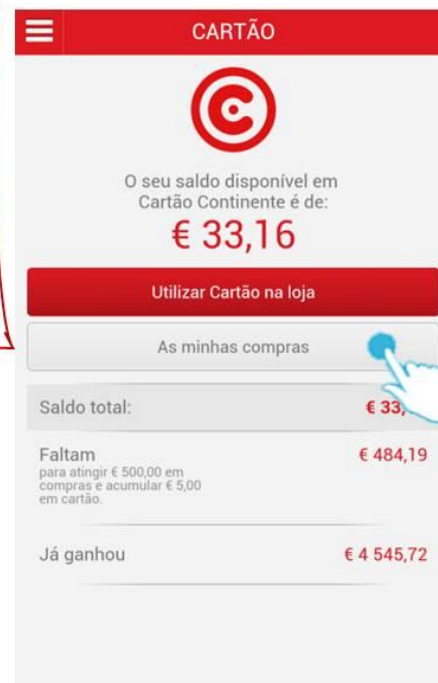 CARTÃO
O seu saldo disponível em
Cartão Continente é de:
€ 33,16
Utilizar Cartão na loja
As minhas compras
Saldo total: € 33,
Faltam € 484,19
para atingir € 500,00 em
compras e acumular € 5,00
em cartão.
Já ganhou € 4 545,72